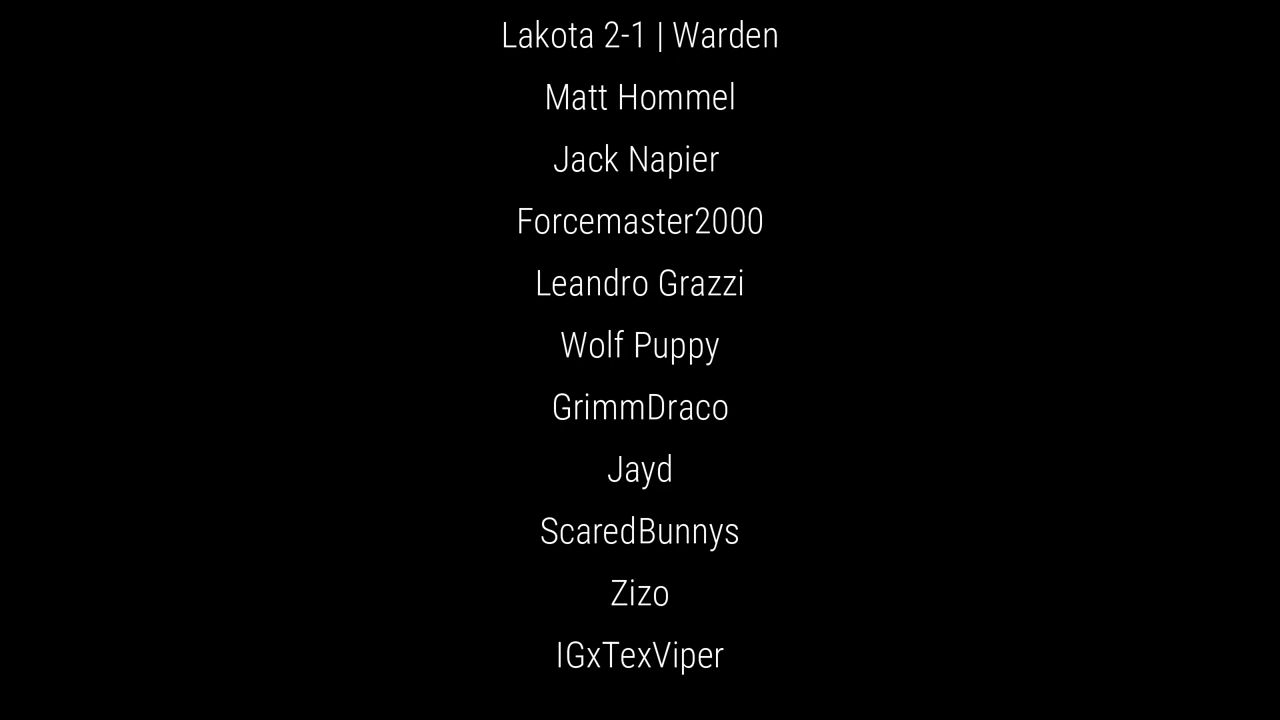 Lakota 2-1 | Warden
Matt Hommel
Jack Napier
Forcemaster2000
Leandro Grazzi
Wolf Puppy
GrimmDraco
Jayd
ScaredBunnys
Zizo
IGxTexViper